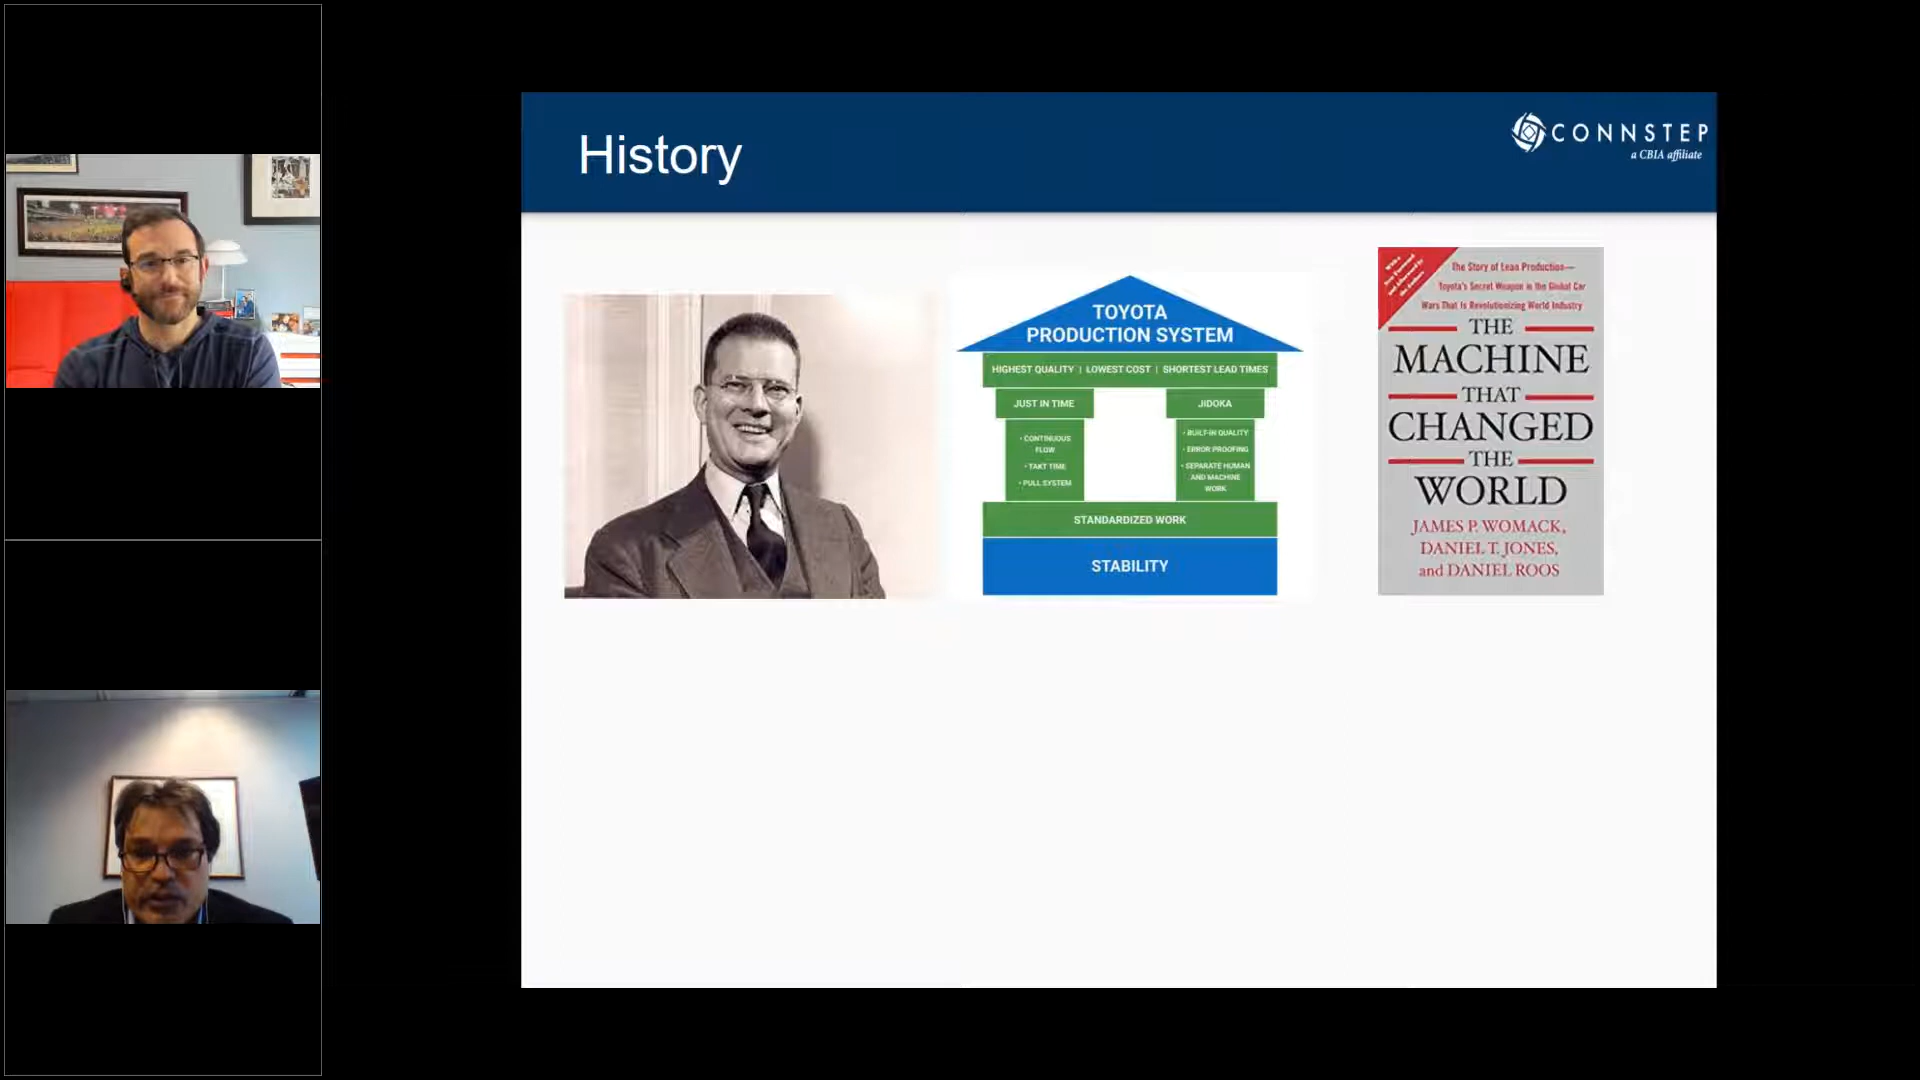 History
CONNSTEP
a CBIA affiliate
TOYOTA
PRODUCTION SYSTEM
HIGHEST QUALITY | LOWEST COST | SHORTEST LEAD TIMES
JUST IN TIME
• CONTINUOUS
FLOW
• TAKT TIME
• PULL SYSTEM
JIDOKA
• BUILT-IN QUALITY
• ERROR PROOFING
• SEPARATE HUMAN
AND MACHINE
WORK
STANDARDIZED WORK
STABILITY
The Story of Lean Production—
Toyota's Secret Weapon in the Global Car
Wars That Is Revolutionizing World Industry
THE
MACHINE
THAT
CHANGED
THE
WORLD
JAMES P. WOMACK,
DANIEL T. JONES,
and DANIEL ROOS